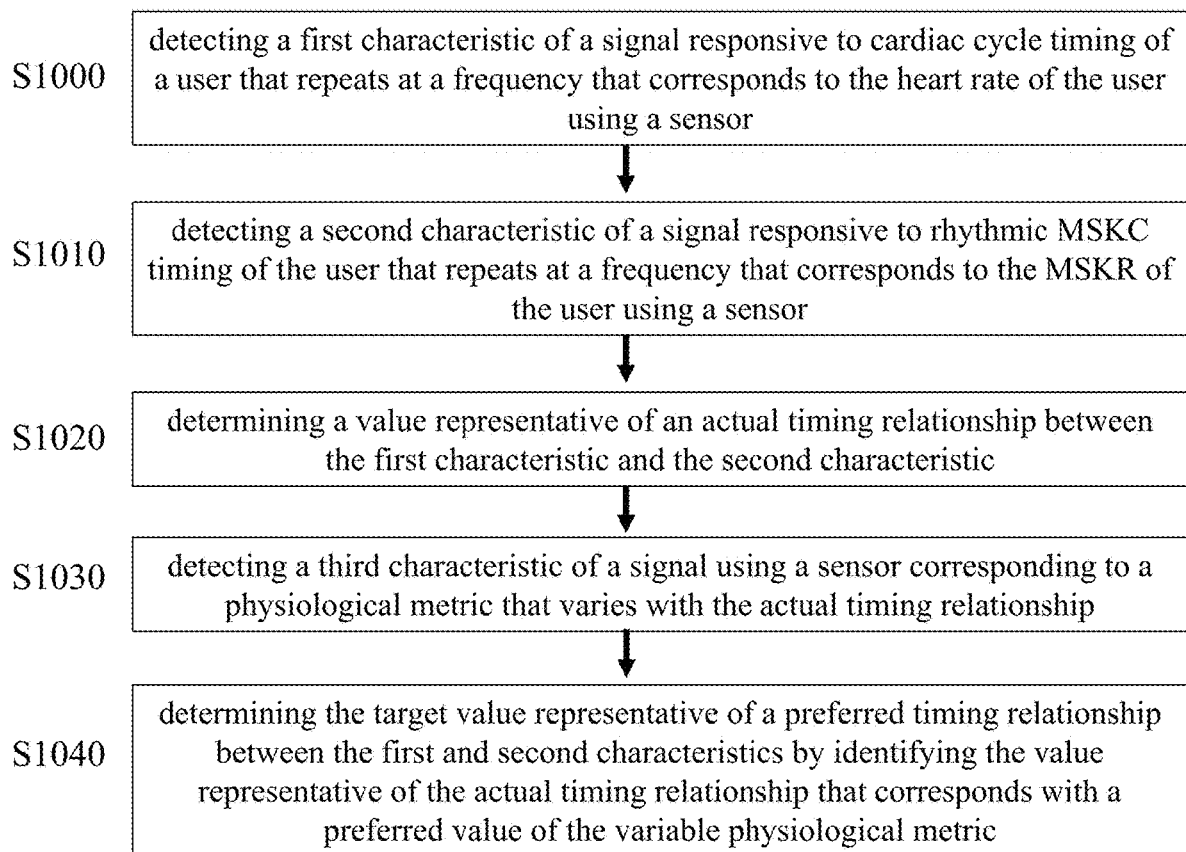 S1000
detecting a first characteristic of a signal responsive to cardiac cycle timing of
a user that repeats at a frequency that corresponds to the heart rate of the user
using a sensor
S1010
detecting a second characteristic of a signal responsive to rhythmic MSKC
timing of the user that repeats at a frequency that corresponds to the MSKR of
the user using a sensor
S1020
determining a value representative of an actual timing relationship between
the first characteristic and the second characteristic
S1030
detecting a third characteristic of a signal using a sensor corresponding to a
physiological metric that varies with the actual timing relationship
S1040
determining the target value representative of a preferred timing relationship
between the first and second characteristics by identifying the value
representative of the actual timing relationship that corresponds with a
preferred value of the variable physiological metric